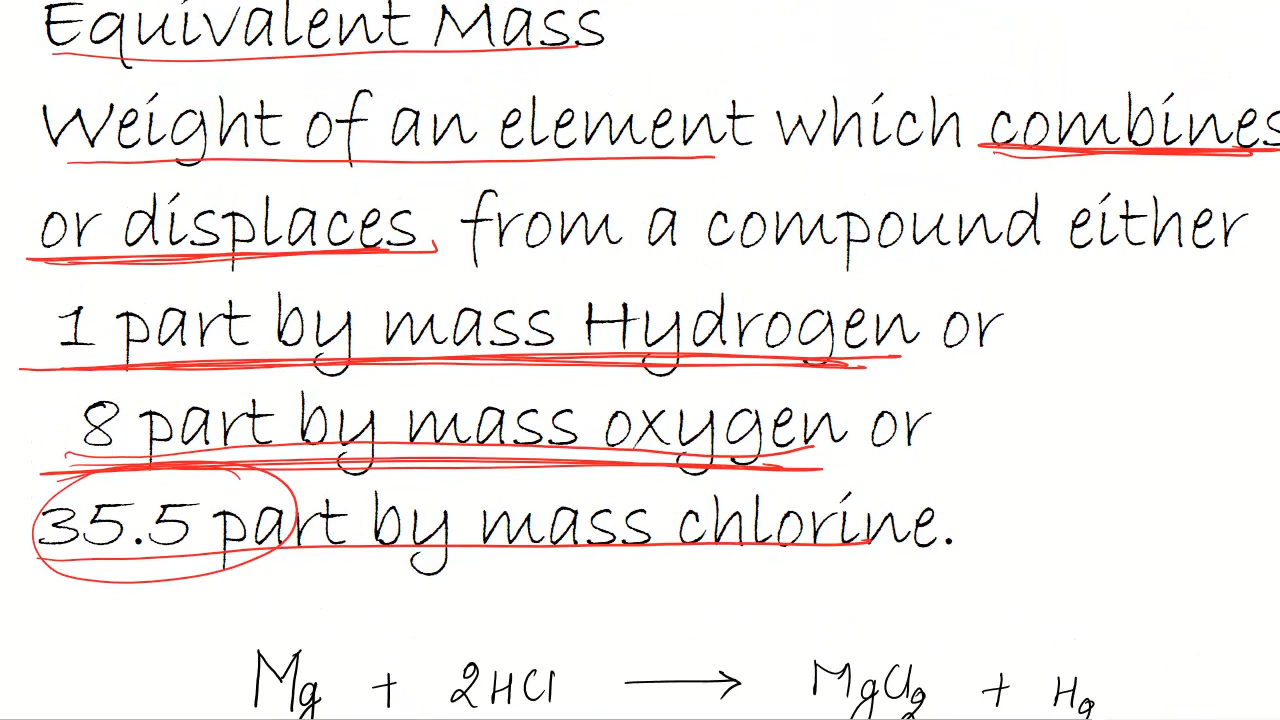 Equivalent Mass
Weight of an element which combines
or displaces, from a compound either
1 part by mass Hydrogen or
8 part by mass oxygen or
35.5 part by mass chlorine.
Mg + 2HCl ⟶ MgCl₂ + H₂